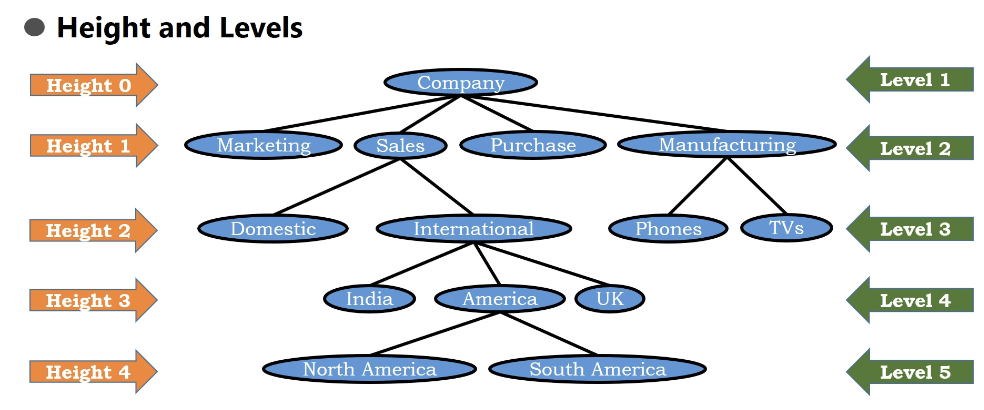 Height and Levels
Height 0 Company Level 1
Height 1 Marketing Sales Purchase Manufacturing Level 2
Height 2 Domestic International Phones TVs Level 3
Height 3 India America UK Level 4
Height 4 North America South America Level 5